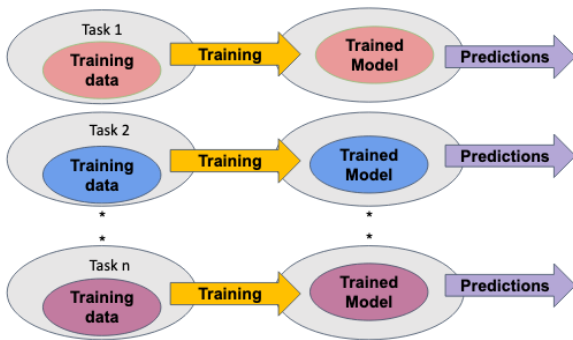 Task 1
Training
data
Training
Trained
Model
Predictions
Task 2
Training
data
Training
Trained
Model
Predictions
*
*
*
*
Task n
Training
data
Training
Trained
Model
Predictions